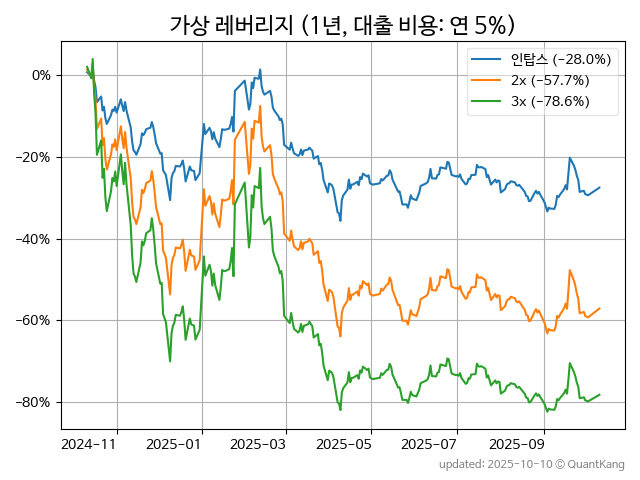 가상 레버리지 (1년, 대출 비용: 연 5%)
인탑스 (−28.0%)
2x (−57.7%)
3x (−78.6%)
0%
−20%
−40%
−60%
−80%
2024−11 2025−01 2025−03 2025−05 2025−07 2025−09
updated: 2025-10-10 © QuantKang